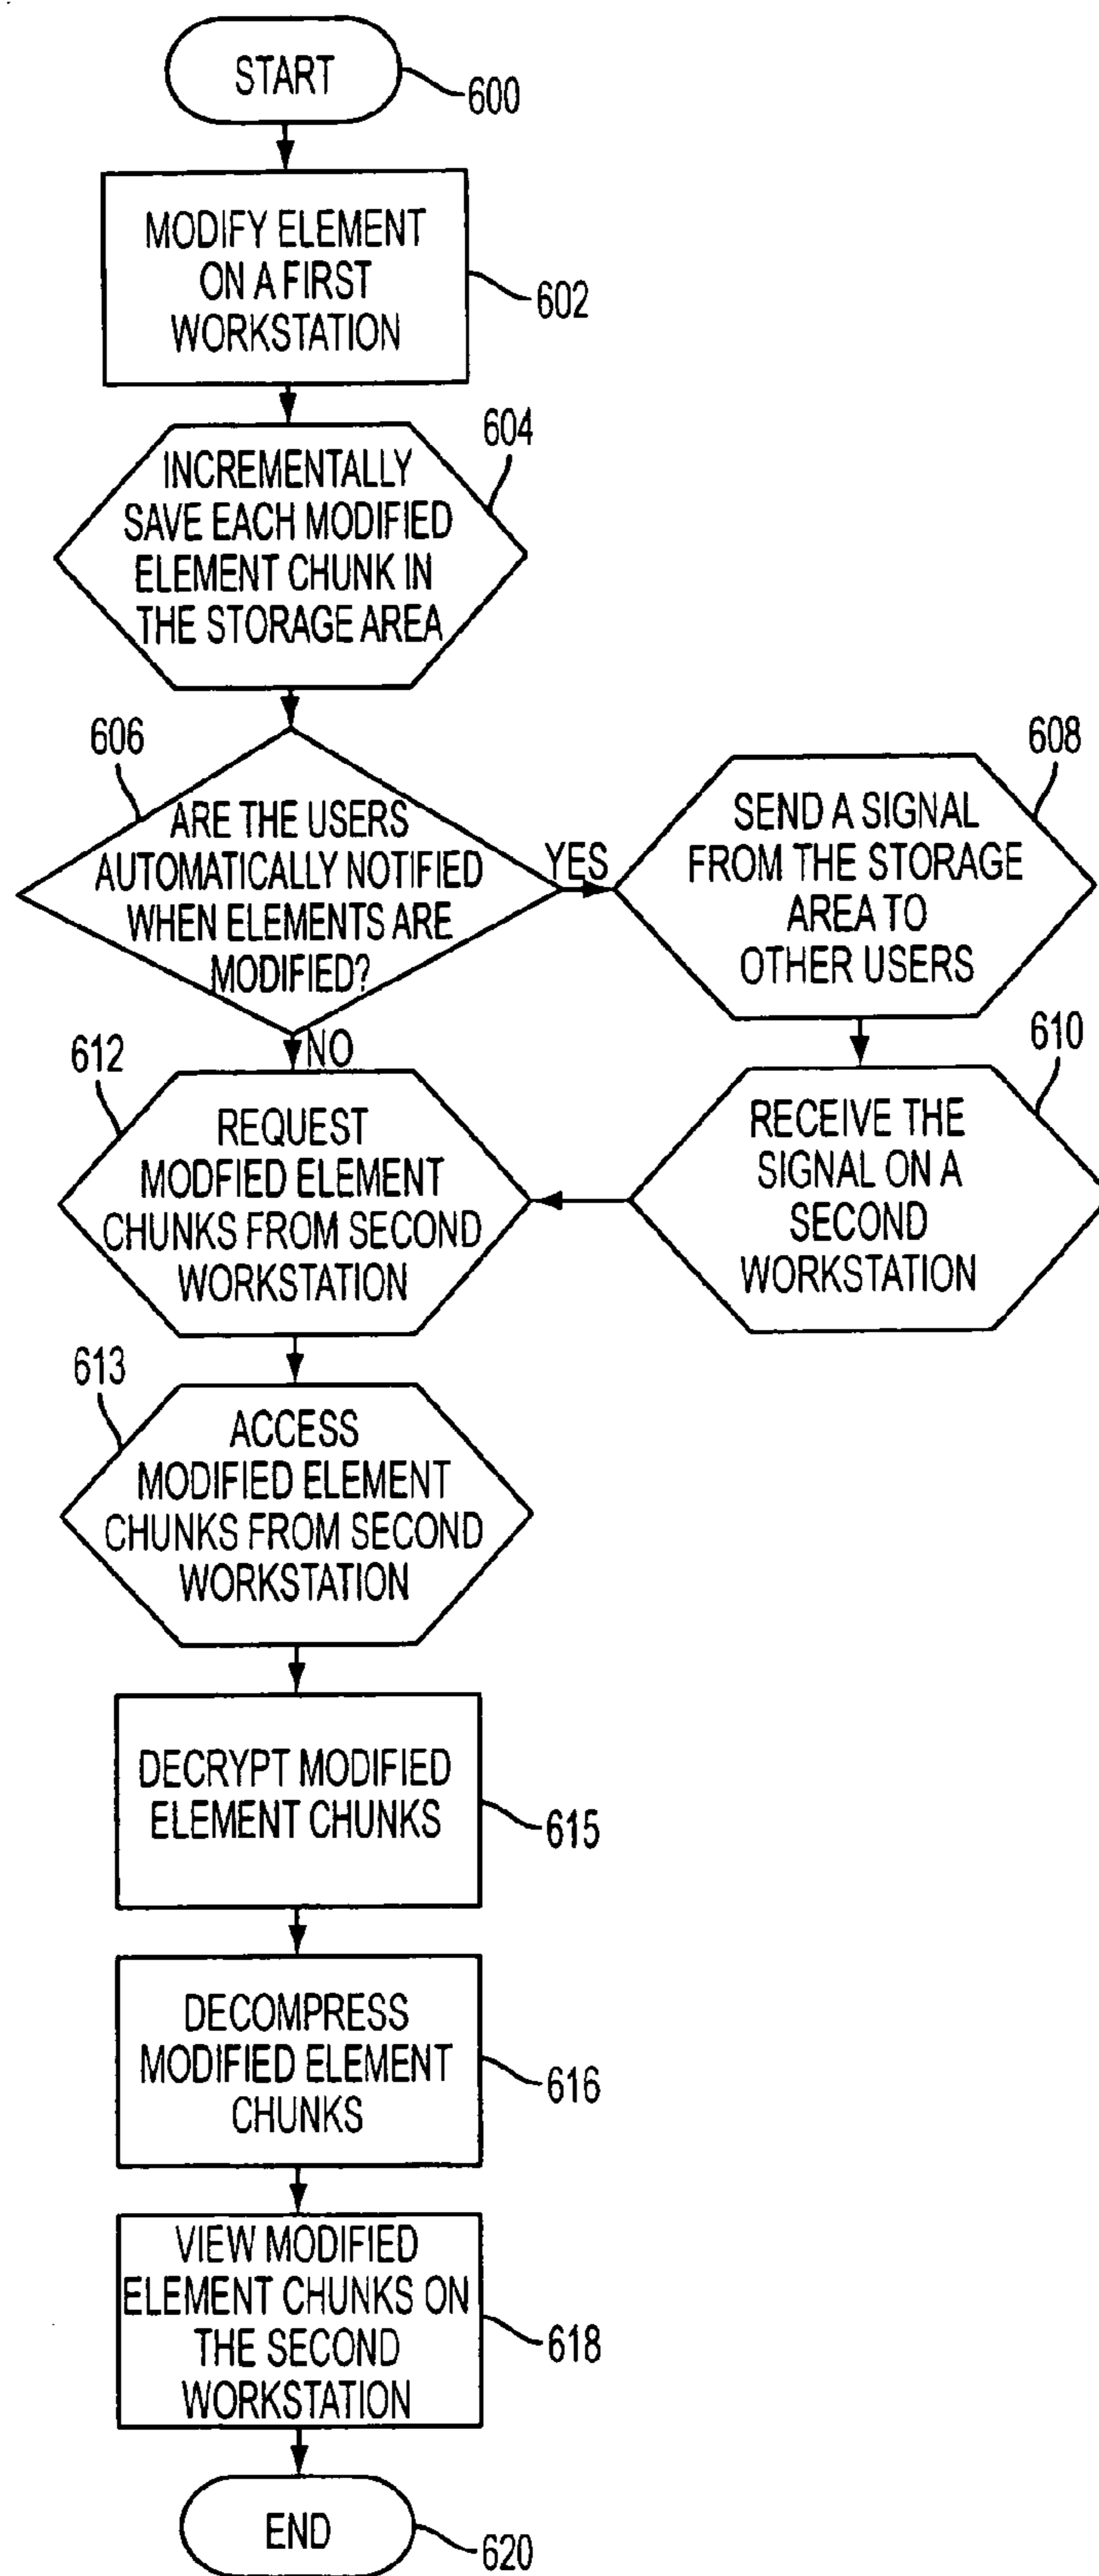 START
600
MODIFY ELEMENT
ON A FIRST
WORKSTATION
602
604
INCREMENTALLY
SAVE EACH MODIFIED
ELEMENT CHUNK IN
THE STORAGE AREA
606
ARE THE USERS
AUTOMATICALLY NOTIFIED
WHEN ELEMENTS ARE
MODIFIED?
YES
608
SEND A SIGNAL
FROM THE STORAGE
AREA TO
OTHER USERS
NO
610
RECEIVE THE
SIGNAL ON A
SECOND
WORKSTATION
612
REQUEST
MODFIED ELEMENT
CHUNKS FROM SECOND
WORKSTATION
613
ACCESS
MODIFIED ELEMENT
CHUNKS FROM SECOND
WORKSTATION
DECRYPT MODIFIED
ELEMENT CHUNKS
615
DECOMPRESS
MODIFIED ELEMENT
CHUNKS
616
VIEW MODIFIED
ELEMENT CHUNKS ON
THE SECOND
WORKSTATION
618
END
620